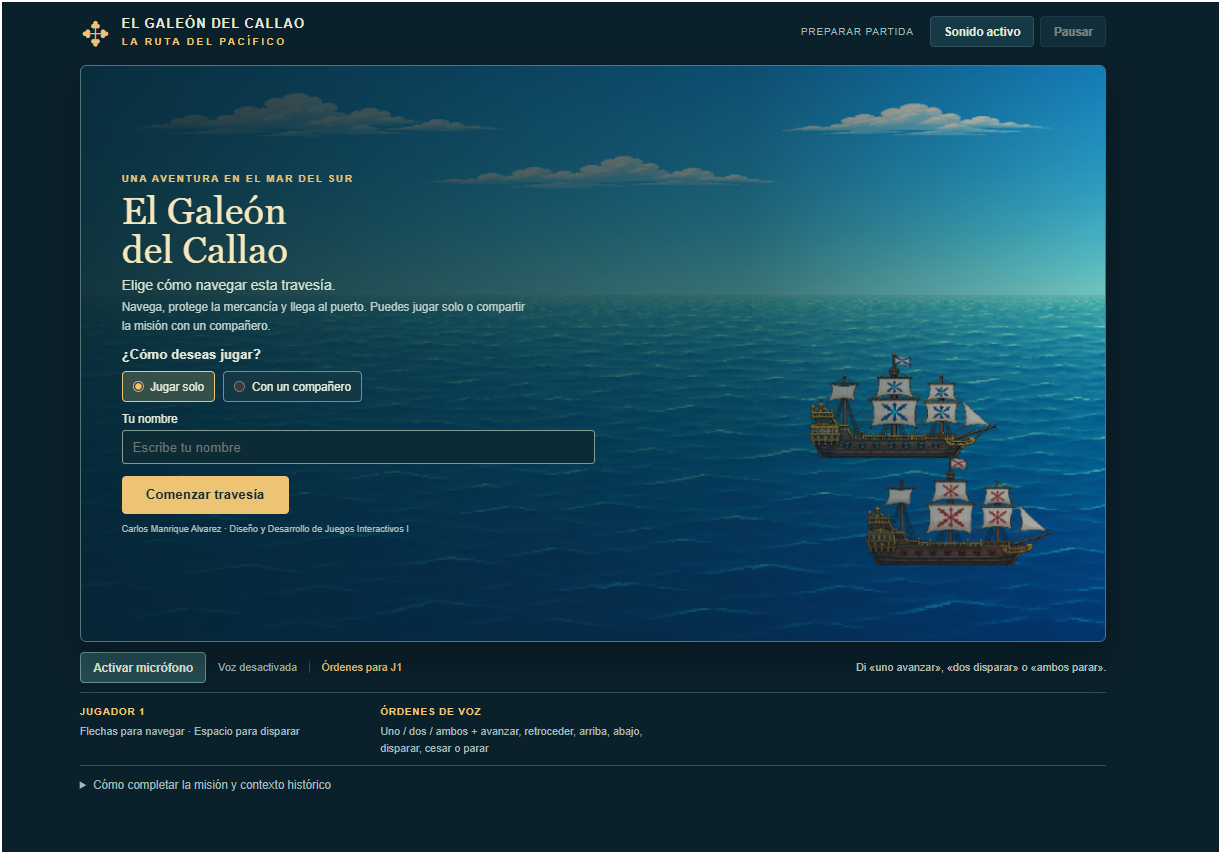 EL GALEÓN DEL CALLAO
LA RUTA DEL PACÍFICO
PREPARAR PARTIDA
Sonido activo
Pausar
UNA AVENTURA EN EL MAR DEL SUR
El Galeón
del Callao
Elige cómo navegar esta travesía.
Navega, protege la mercancía y llega al puerto. Puedes jugar solo o compartir
la misión con un compañero.
¿Cómo deseas jugar?
Jugar solo
Con un compañero
Tu nombre
Escribe tu nombre
Comenzar travesía
Carlos Manrique Alvarez · Diseño y Desarrollo de Juegos Interactivos I
Activar micrófono
Voz desactivada
Órdenes para J1
Di «uno avanzar», «dos disparar» o «ambos parar».
JUGADOR 1
Flechas para navegar · Espacio para disparar
ÓRDENES DE VOZ
Uno / dos / ambos + avanzar, retroceder, arriba, abajo,
disparar, cesar o parar
Cómo completar la misión y contexto histórico